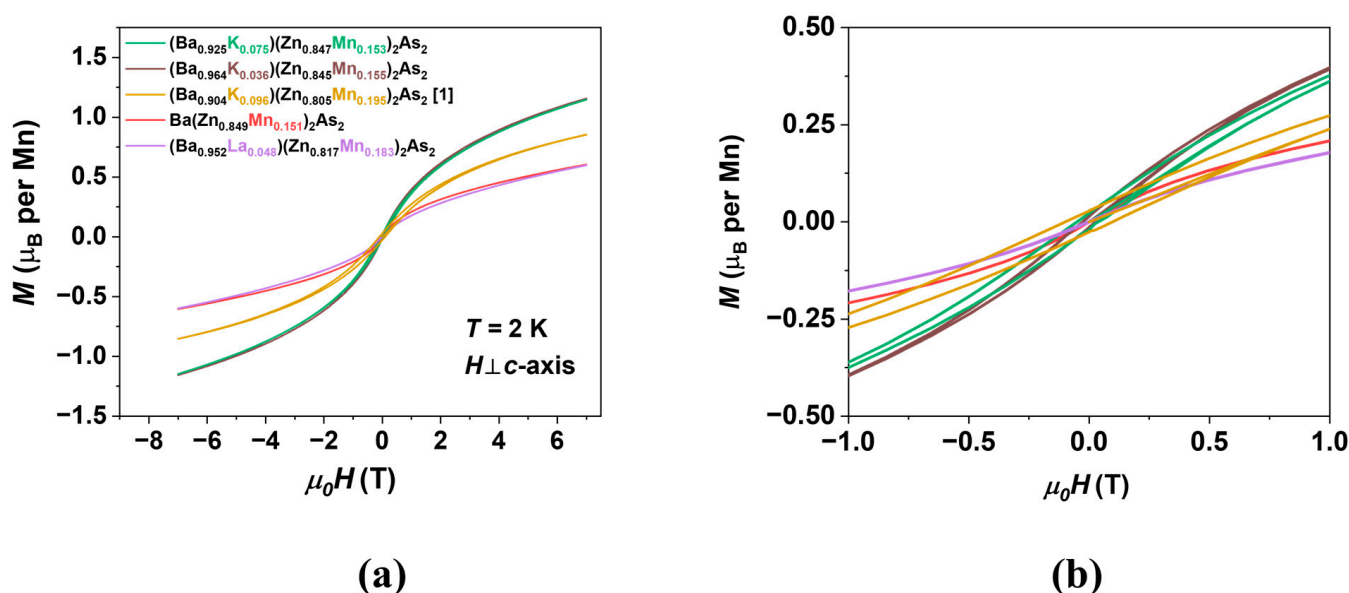 1.5
1.0
0.5
0.0
−0.5
−1.0
−1.5
M (μB per Mn)
(Ba0.925K0.075)(Zn0.847Mn0.153)2As2
(Ba0.964K0.036)(Zn0.845Mn0.155)2As2
(Ba0.904K0.096)(Zn0.805Mn0.195)2As2 [1]
Ba(Zn0.849Mn0.151)2As2
(Ba0.952La0.048)(Zn0.817Mn0.183)2As2
T = 2 K
H⊥c-axis
−8 −6 −4 −2 0 2 4 6
μ0H (T)
(a)
0.50
0.25
0.00
−0.25
−0.50
M (μB per Mn)
−1.0 −0.5 0.0 0.5 1.0
μ0H (T)
(b)